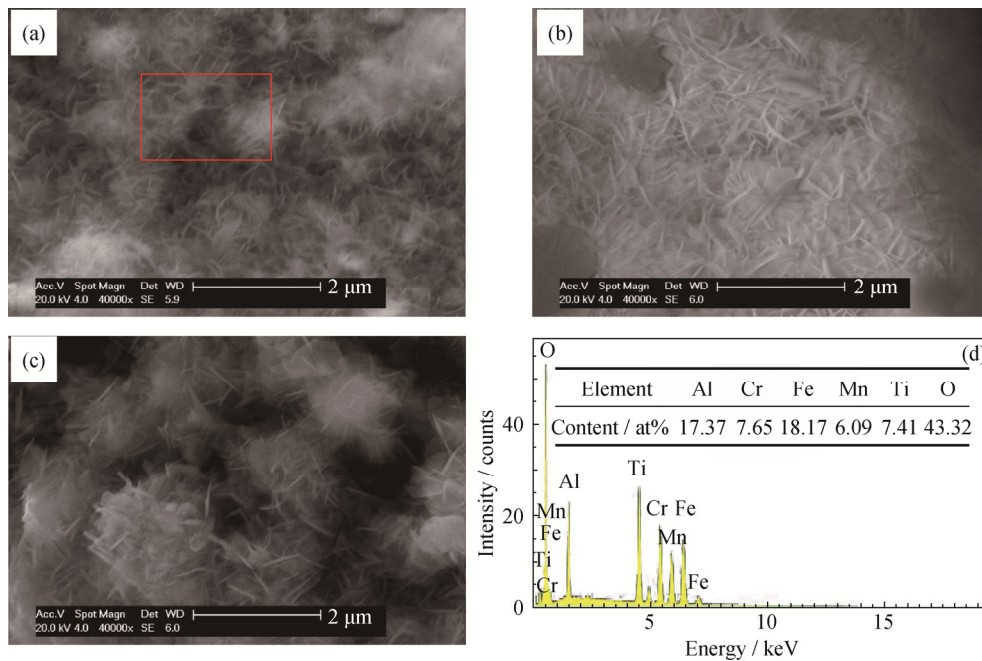 (a)
Acc.V Spot Magn Det WD 2 μm
20.0 kV 4.0 40000x SE 5.9
(b)
Acc.V Spot Magn Det WD 2 μm
20.0 kV 4.0 40000x SE 6.0
(c)
Acc.V Spot Magn Det WD 2 μm
20.0 kV 4.0 40000x SE 6.0
(d)
Element Al Cr Fe Mn Ti O
Content / at% 17.37 7.65 18.17 6.09 7.41 43.32
O
Al
Mn
Fe
Ti
Cr
Ti
Cr Fe
Mn
Fe
40
20
0
5 10 15
Intensity / counts
Energy / keV